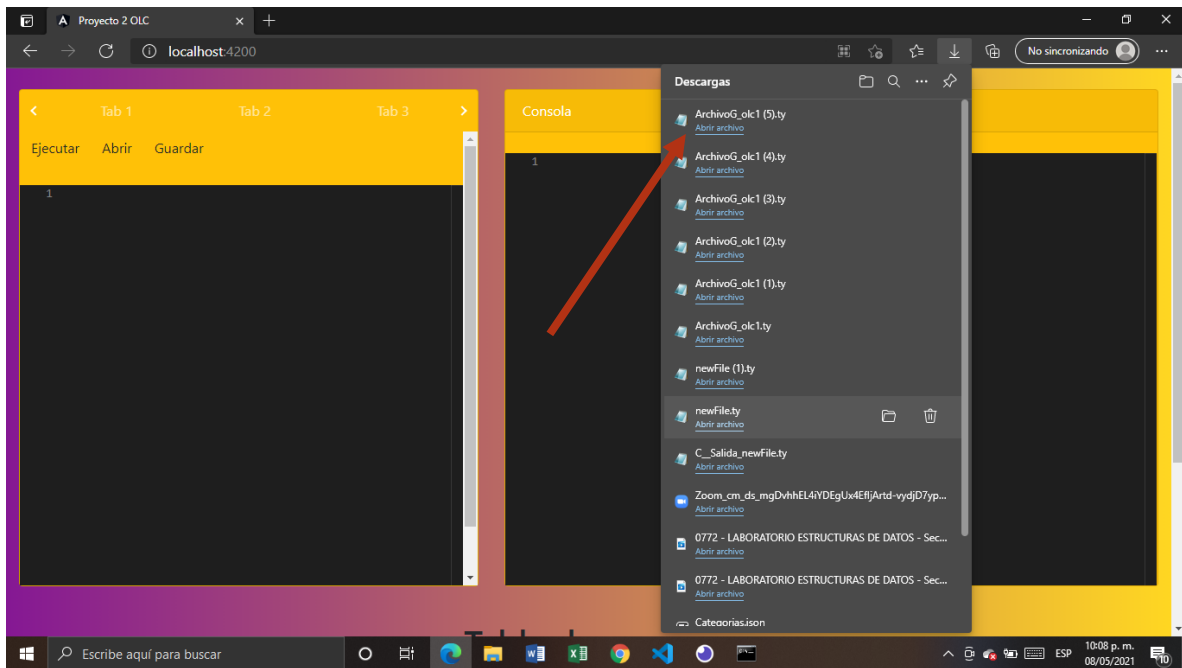 Proyecto 2 OLC
localhost:4200
No sincronizando
Descargas
Tab 1 Tab 2 Tab 3
Ejecutar Abrir Guardar
1
Consola
1
ArchivoG_olc1 (5).ty
Abrir archivo
ArchivoG_olc1 (4).ty
Abrir archivo
ArchivoG_olc1 (3).ty
Abrir archivo
ArchivoG_olc1 (2).ty
Abrir archivo
ArchivoG_olc1 (1).ty
Abrir archivo
ArchivoG_olc1.ty
Abrir archivo
newFile (1).ty
Abrir archivo
newFile.ty
Abrir archivo
C__Salida_newFile.ty
Abrir archivo
Zoom_cm_ds_mgDvhhEL4iYDEgUx4EfljArtd-vydjD7yp...
Abrir archivo
0772 - LABORATORIO ESTRUCTURAS DE DATOS - Sec...
Abrir archivo
0772 - LABORATORIO ESTRUCTURAS DE DATOS - Sec...
Abrir archivo
Categorias.json
Escribe aquí para buscar
ESP
10:08 p. m.
08/05/2021
10